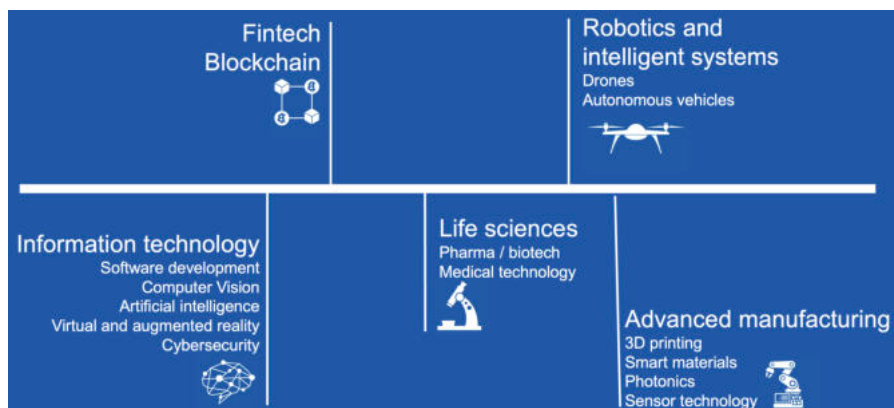 Fintech
Blockchain
Robotics and
intelligent systems
Drones
Autonomous vehicles
Information technology
Software development
Computer Vision
Artificial intelligence
Virtual and augmented reality
Cybersecurity
Life sciences
Pharma / biotech
Medical technology
Advanced manufacturing
3D printing
Smart materials
Photonics
Sensor technology